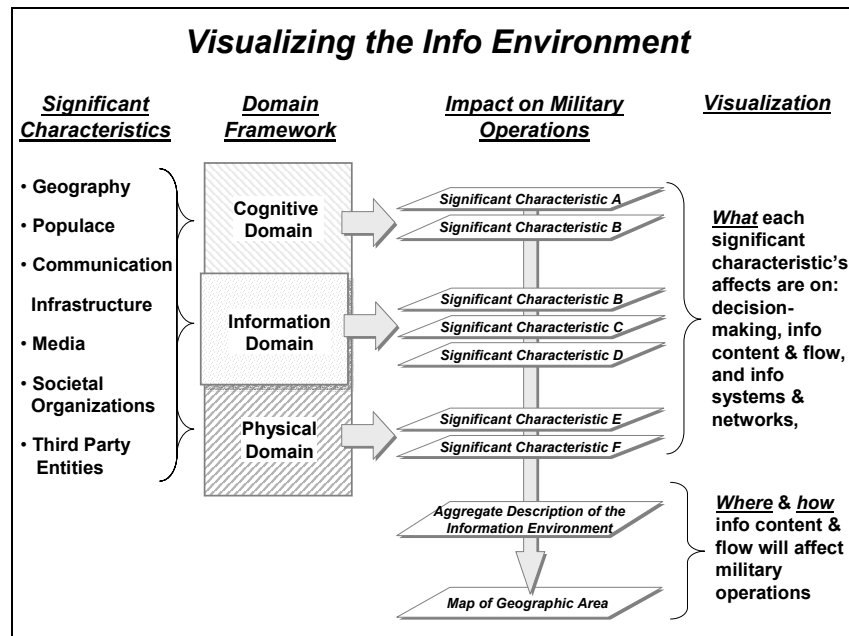 Visualizing the Info Environment
Significant
Characteristics
• Geography
• Populace
• Communication
Infrastructure
• Media
• Societal
Organizations
• Third Party
Entities
Domain
Framework
Cognitive
Domain
Information
Domain
Physical
Domain
Impact on Military
Operations
Significant Characteristic A
Significant Characteristic B
Significant Characteristic B
Significant Characteristic C
Significant Characteristic D
Significant Characteristic E
Significant Characteristic F
Aggregate Description of the
Information Environment
Map of Geographic Area
Visualization
What each
significant
characteristic's
affects are on:
decision-
making, info
content & flow,
and info
systems &
networks,
Where & how
info content &
flow will affect
military
operations